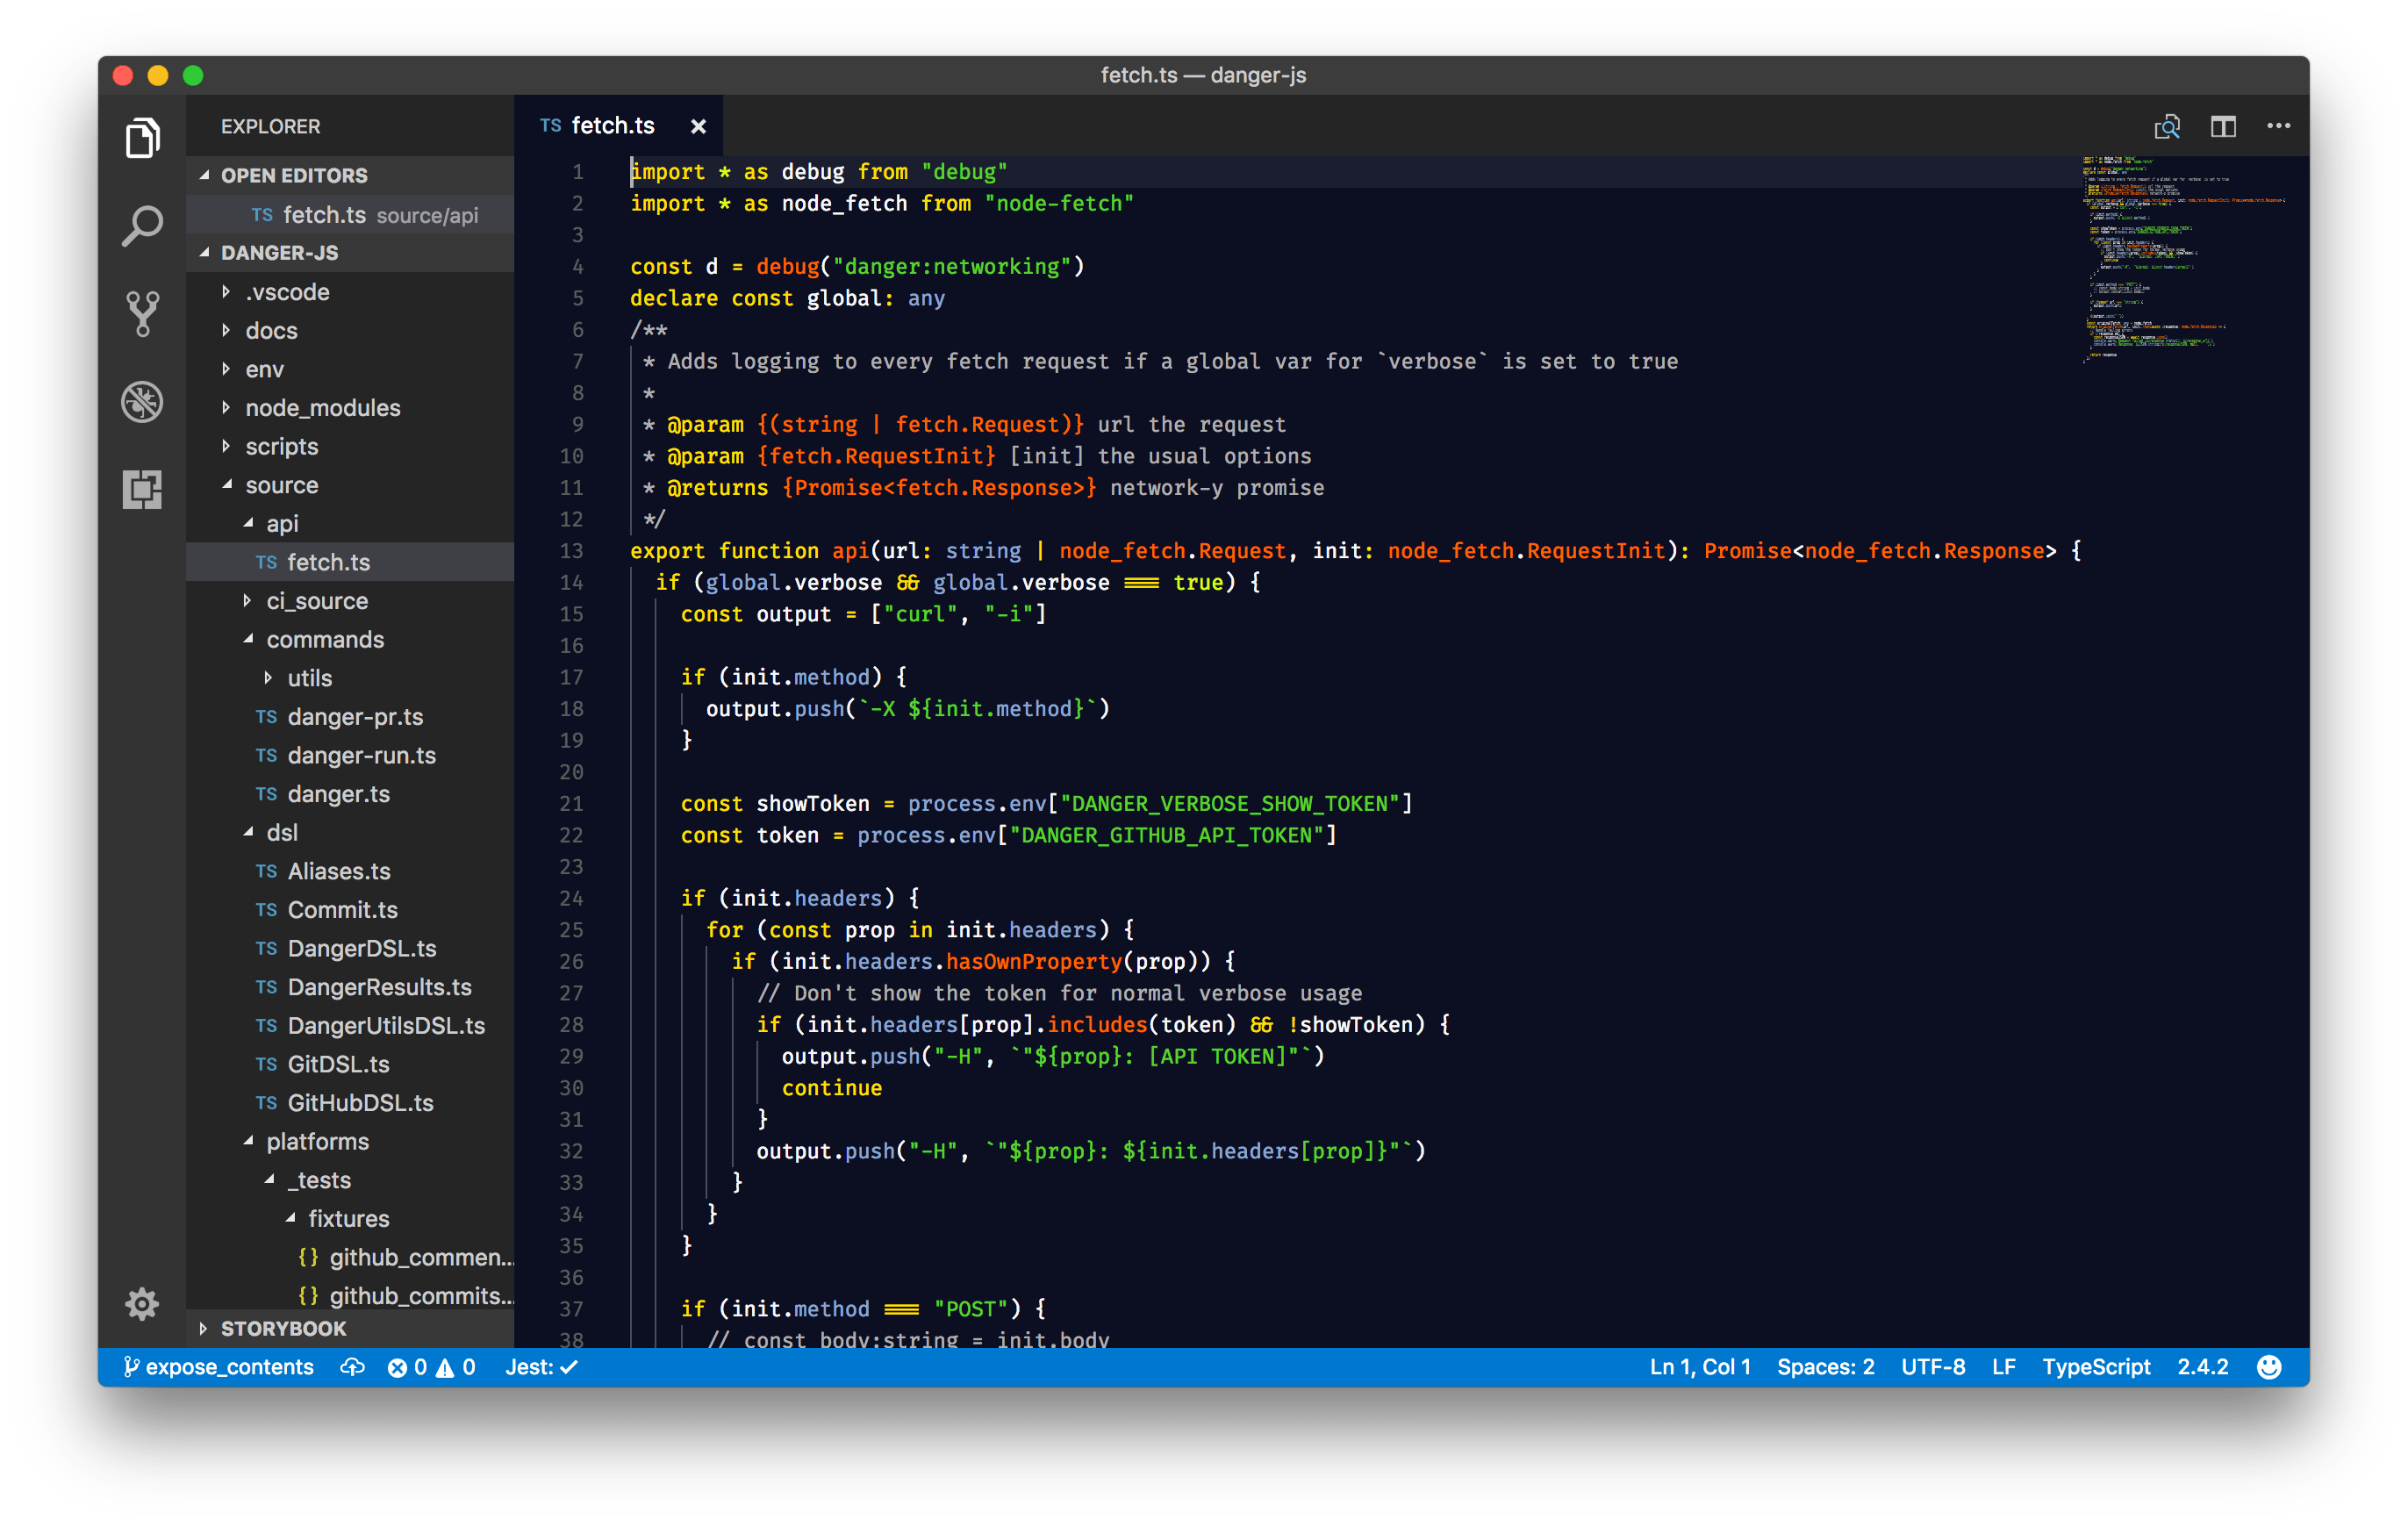 fetch.ts — danger-js
EXPLORER
OPEN EDITORS
TS fetch.ts source/api
DANGER-JS
.vscode
docs
env
node_modules
scripts
source
api
TS fetch.ts
ci_source
commands
utils
TS danger-pr.ts
TS danger-run.ts
TS danger.ts
dsl
TS Aliases.ts
TS Commit.ts
TS DangerDSL.ts
TS DangerResults.ts
TS DangerUtilsDSL.ts
TS GitDSL.ts
TS GitHubDSL.ts
platforms
_tests
fixtures
{} github_commen...
{} github_commits...
STORYBOOK
TS fetch.ts ×
1 import * as debug from "debug"
2 import * as node_fetch from "node-fetch"
3
4 const d = debug("danger:networking")
5 declare const global: any
6 /**
7 * Adds logging to every fetch request if a global var for `verbose` is set to true
8 *
9 * @param {(string | fetch.Request)} url the request
10 * @param {fetch.RequestInit} [init] the usual options
11 * @returns {Promise<fetch.Response>} network-y promise
12 */
13 export function api(url: string | node_fetch.Request, init: node_fetch.RequestInit): Promise<node_fetch.Response> {
14 if (global.verbose && global.verbose === true) {
15 const output = ["curl", "-i"]
16
17 if (init.method) {
18 output.push(`-X ${init.method}`)
19 }
20
21 const showToken = process.env["DANGER_VERBOSE_SHOW_TOKEN"]
22 const token = process.env["DANGER_GITHUB_API_TOKEN"]
23
24 if (init.headers) {
25 for (const prop in init.headers) {
26 if (init.headers.hasOwnProperty(prop)) {
27 // Don't show the token for normal verbose usage
28 if (init.headers[prop].includes(token) && !showToken) {
29 output.push("-H", `"${prop}: [API TOKEN]"`)
30 continue
31 }
32 output.push("-H", `"${prop}: ${init.headers[prop]}"`)
33 }
34 }
35 }
36
37 if (init.method === "POST") {
38 // const body:string = init.body
expose_contents 0 0 Jest: ✓
Ln 1, Col 1 Spaces: 2 UTF-8 LF TypeScript 2.4.2